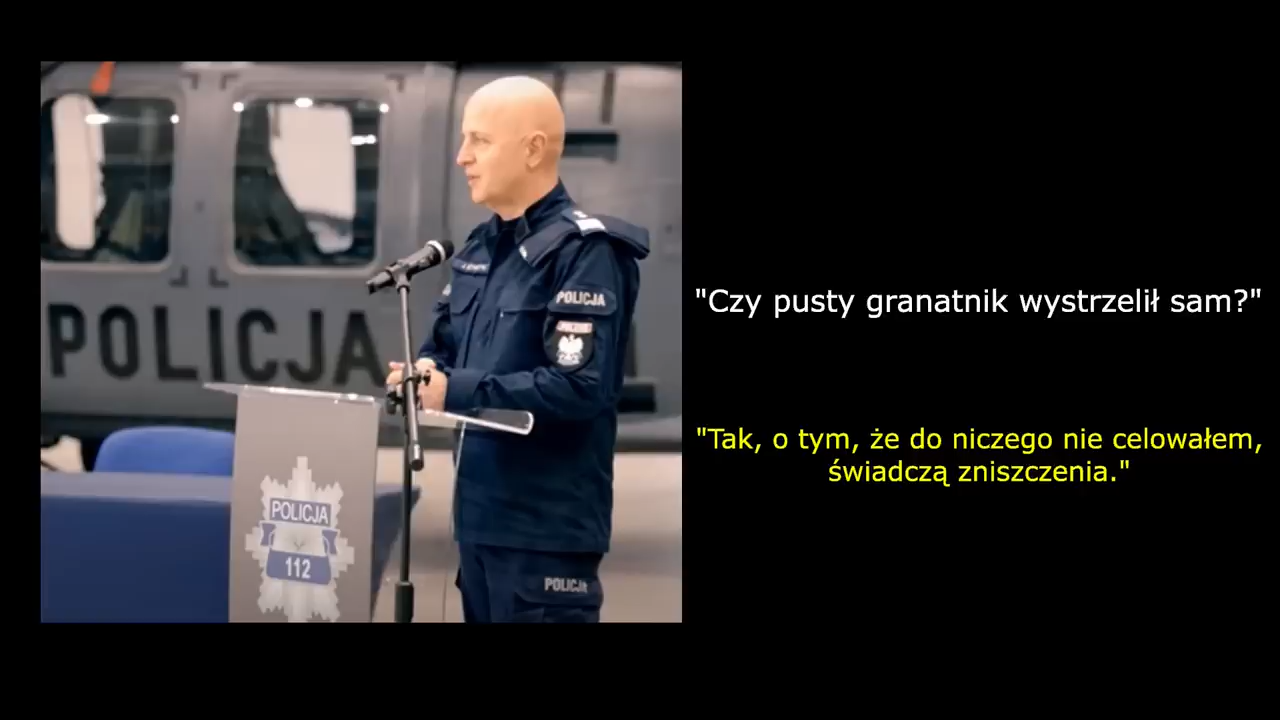 POLICJA
POLICJA
POLICJA
POLICJA
112
"Czy pusty granatnik wystrzelił sam?"
"Tak, o tym, że do niczego nie celowałem,
świadczą zniszczenia."